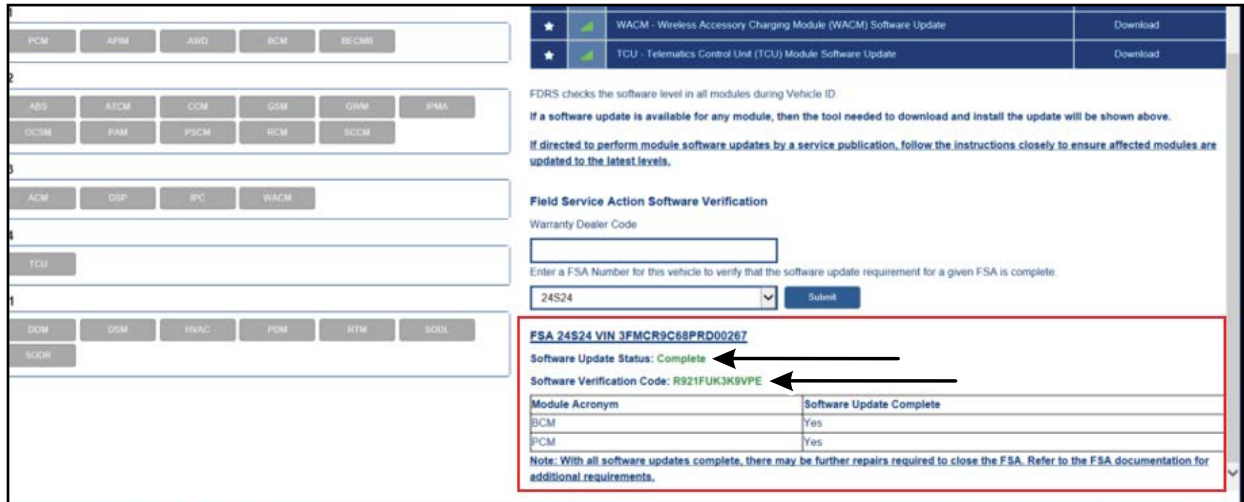 1
PCM APIM AWD BCM BECMB
2
ABS ATCM CCM GSM GWM IPMA
OCSM PAM PSCM RCM SCCM
3
ACM DSP IPC WACM
4
TCU
1
DDM DSM HVAC PDM RTM SODL
SODR
WACM - Wireless Accessory Charging Module (WACM) Software Update Download
TCU - Telematics Control Unit (TCU) Module Software Update Download
FDRS checks the software level in all modules during Vehicle ID.
If a software update is available for any module, then the tool needed to download and install the update will be shown above.
If directed to perform module software updates by a service publication, follow the instructions closely to ensure affected modules are
updated to the latest levels.
Field Service Action Software Verification
Warranty Dealer Code
Enter a FSA Number for this vehicle to verify that the software update requirement for a given FSA is complete.
24S24 Submit
FSA 24S24 VIN 3FMCR9C68PRD00267
Software Update Status: Complete
Software Verification Code: R921FUK3K9VPE
Module Acronym Software Update Complete
BCM Yes
PCM Yes
Note: With all software updates complete, there may be further repairs required to close the FSA. Refer to the FSA documentation for
additional requirements.